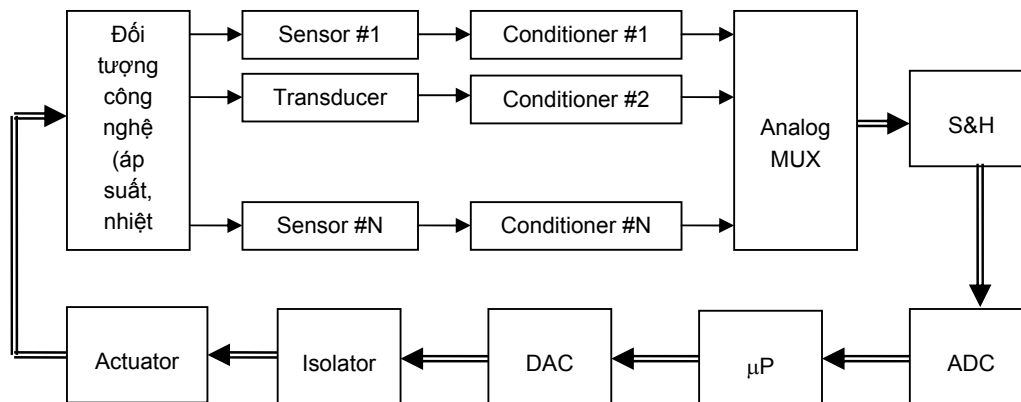 Đối
tượng
công
nghệ
(áp
suất,
nhiệt
Sensor #1
Conditioner #1
Transducer
Conditioner #2
Sensor #N
Conditioner #N
Analog
MUX
S&H
Actuator
Isolator
DAC
μP
ADC